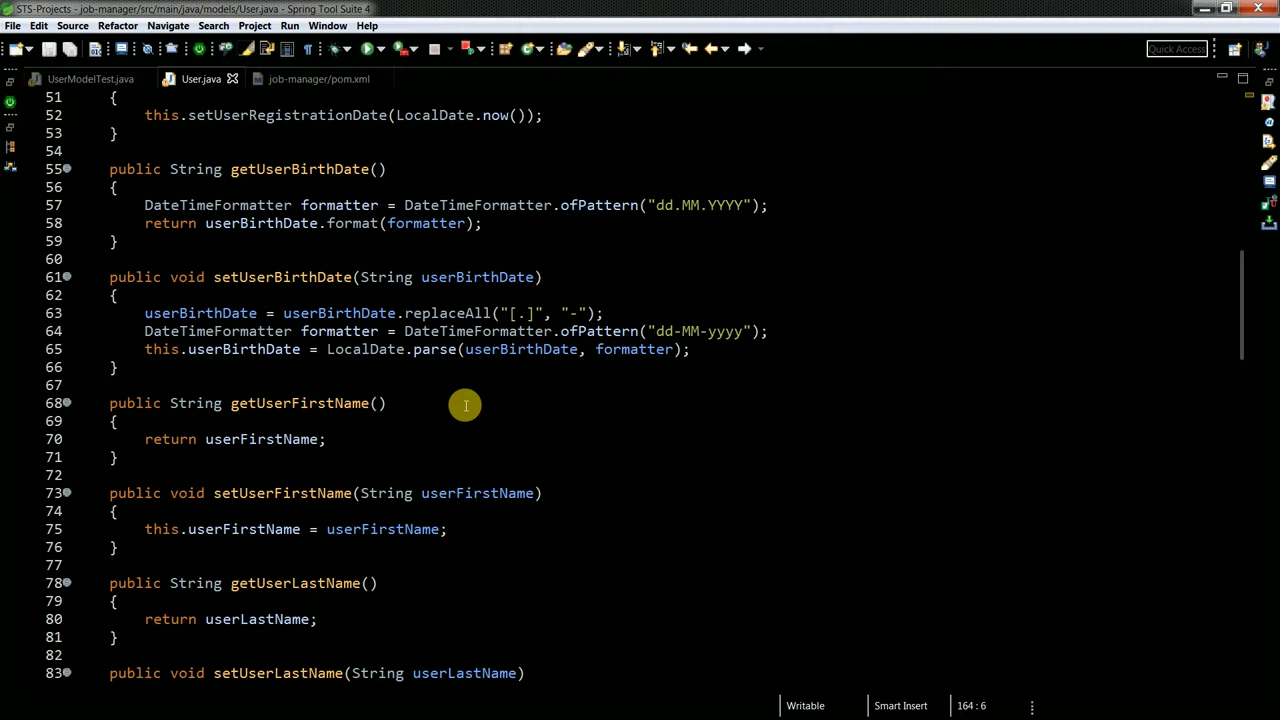 STS-Projects - job-manager/src/main/java/models/User.java - Spring Tool Suite 4
File Edit Source Refactor Navigate Search Project Run Window Help
Quick Access
UserModelTest.java User.java job-manager/pom.xml
51 {
52 this.setUserRegistrationDate(LocalDate.now());
53 }
54
55 public String getUserBirthDate()
56 {
57 DateTimeFormatter formatter = DateTimeFormatter.ofPattern("dd.MM.YYYY");
58 return userBirthDate.format(formatter);
59 }
60
61 public void setUserBirthDate(String userBirthDate)
62 {
63 userBirthDate = userBirthDate.replaceAll("[.]", "-");
64 DateTimeFormatter formatter = DateTimeFormatter.ofPattern("dd-MM-yyyy");
65 this.userBirthDate = LocalDate.parse(userBirthDate, formatter);
66 }
67
68 public String getUserFirstName()
69 {
70 return userFirstName;
71 }
72
73 public void setUserFirstName(String userFirstName)
74 {
75 this.userFirstName = userFirstName;
76 }
77
78 public String getUserLastName()
79 {
80 return userLastName;
81 }
82
83 public void setUserLastName(String userLastName)
Writable Smart Insert 164 : 6